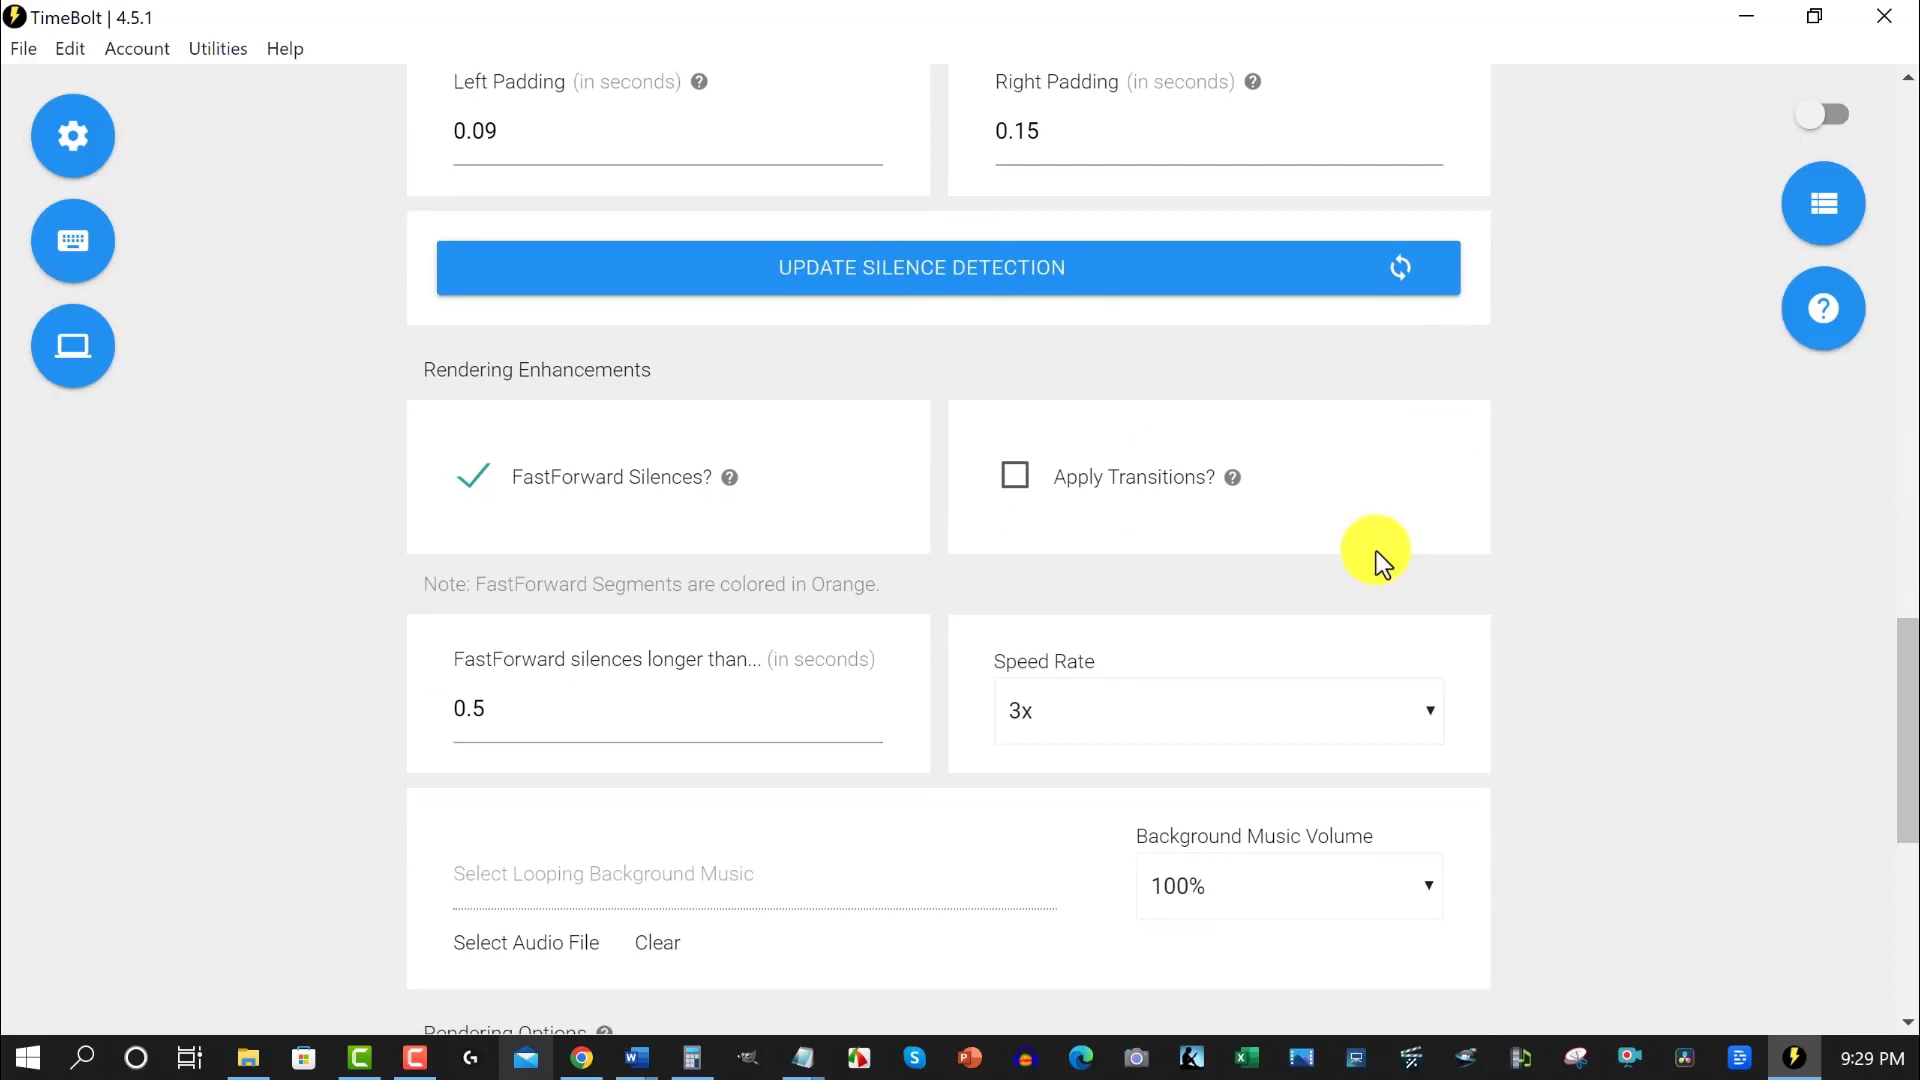 TimeBolt | 4.5.1
File Edit Account Utilities Help
Left Padding (in seconds) ?
Right Padding (in seconds) ?
0.09
0.15
UPDATE SILENCE DETECTION
Rendering Enhancements
FastForward Silences? ?
Apply Transitions? ?
Note: FastForward Segments are colored in Orange.
FastForward silences longer than... (in seconds)
Speed Rate
0.5
3x
Background Music Volume
Select Looping Background Music
100%
Select Audio File Clear
Rendering Options ?
9:29 PM